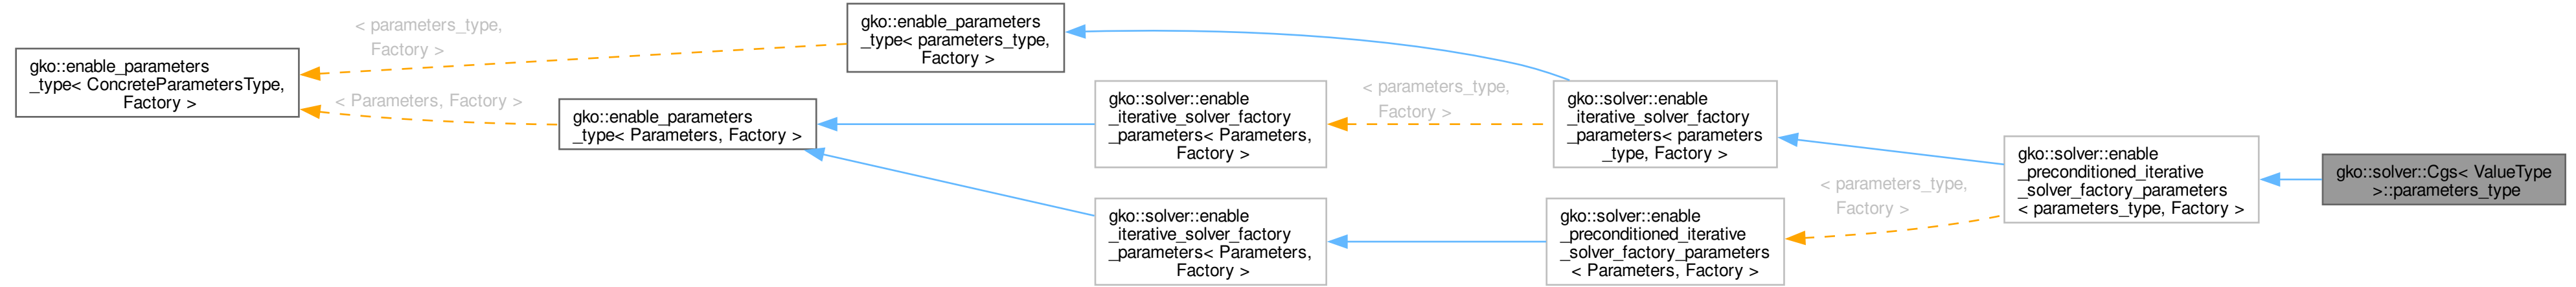 gko::enable_parameters
_type< ConcreteParametersType,
Factory >
< parameters_type,
Factory >
< Parameters, Factory >
gko::enable_parameters
_type< parameters_type,
Factory >
gko::enable_parameters
_type< Parameters, Factory >
gko::solver::enable
_iterative_solver_factory
_parameters< Parameters,
Factory >
gko::solver::enable
_iterative_solver_factory
_parameters< Parameters,
Factory >
< parameters_type,
Factory >
gko::solver::enable
_iterative_solver_factory
_parameters< parameters
_type, Factory >
gko::solver::enable
_preconditioned_iterative
_solver_factory_parameters
< Parameters, Factory >
< parameters_type,
Factory >
gko::solver::enable
_preconditioned_iterative
_solver_factory_parameters
< parameters_type, Factory >
gko::solver::Cgs< ValueType
>::parameters_type